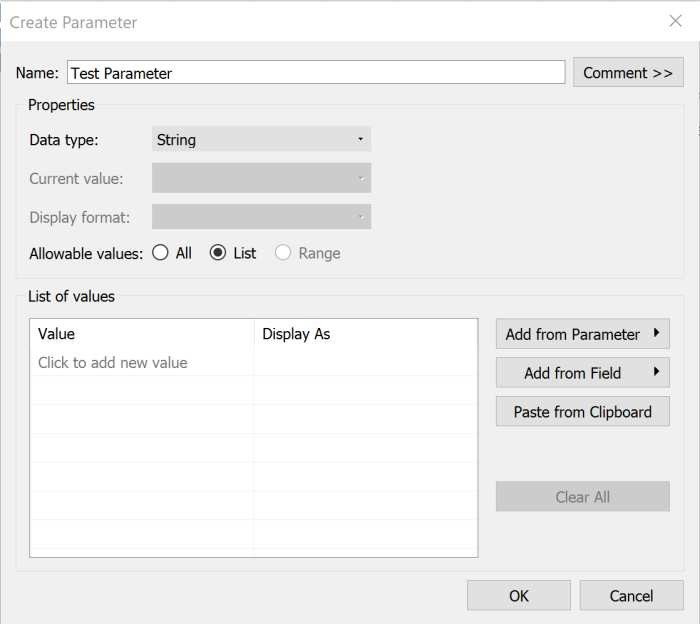 Create Parameter
Name: Test Parameter Comment >>
Properties
Data type: String
Current value:
Display format:
Allowable values: All List Range
List of values
Value Display As Add from Parameter
Click to add new value
Add from Field
Paste from Clipboard
Clear All
OK Cancel